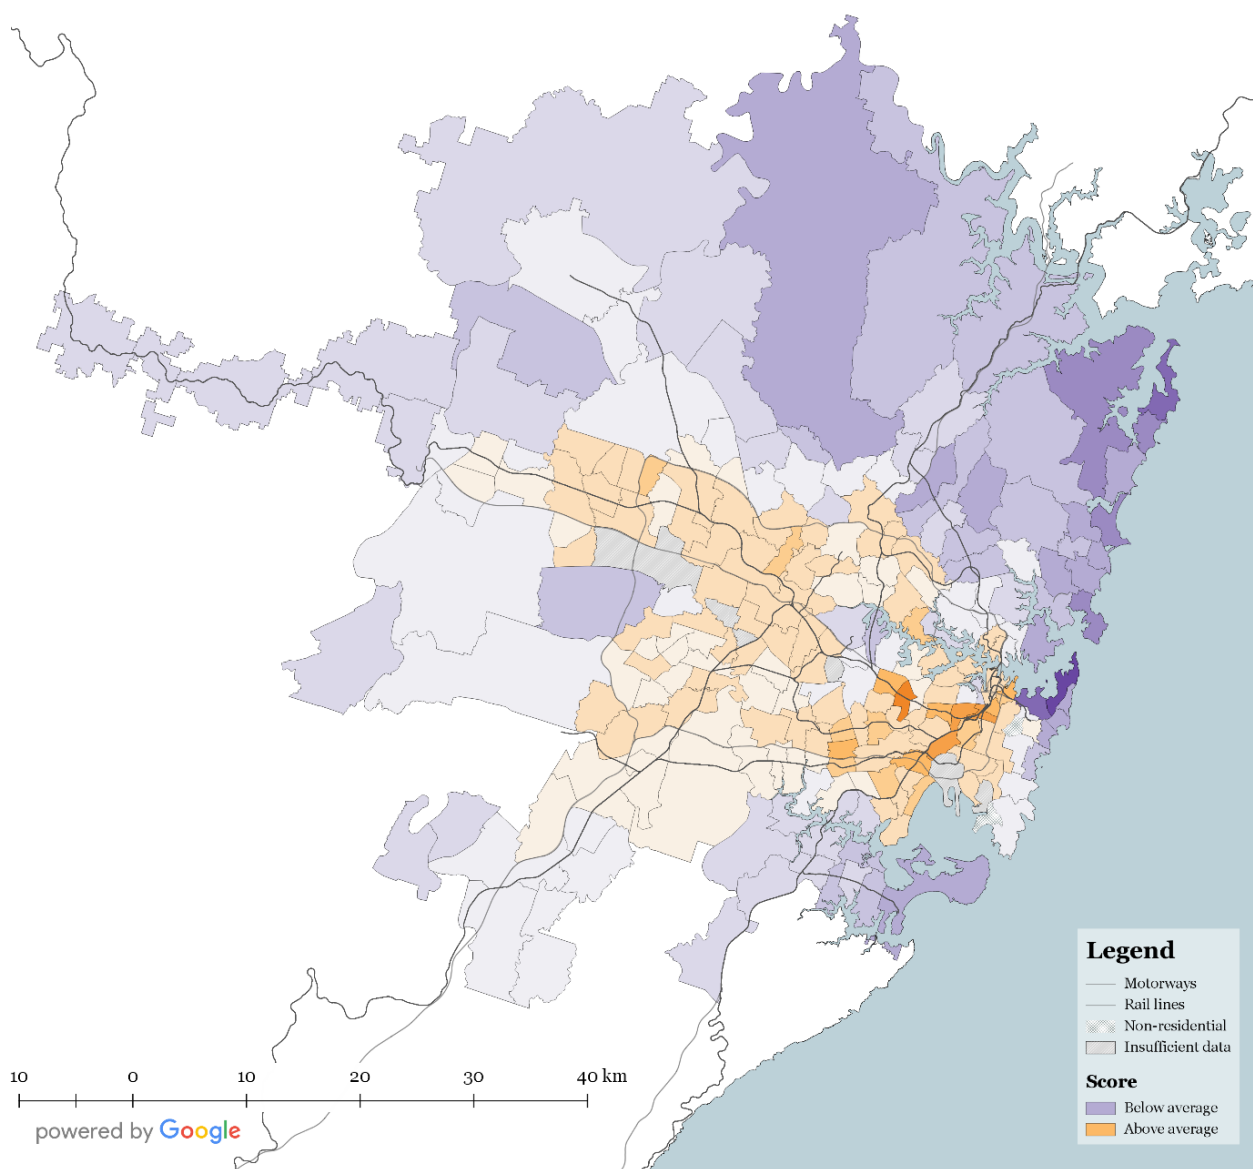 Legend
Motorways
Rail lines
Non-residential
Insufficient data
Score
Below average
Above average
10 0 10 20 30 40 km
powered by Google